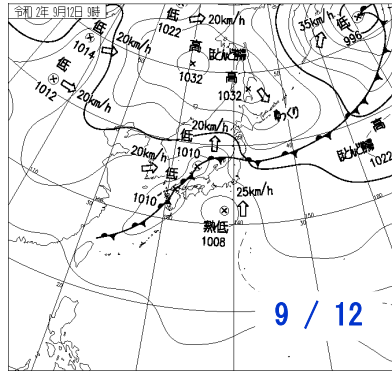 令和 2年 9月12日 9時
低
1014
20km/h
低
1022
20km/h
高
1032
ほとんど停滞
高
1032
ゆっくり
35km/h
低
996
低
1012
20km/h
ほとんど停滞
高
1022
20km/h
低
1010
20km/h
低
1010
25km/h
熱低
1008
9 / 12